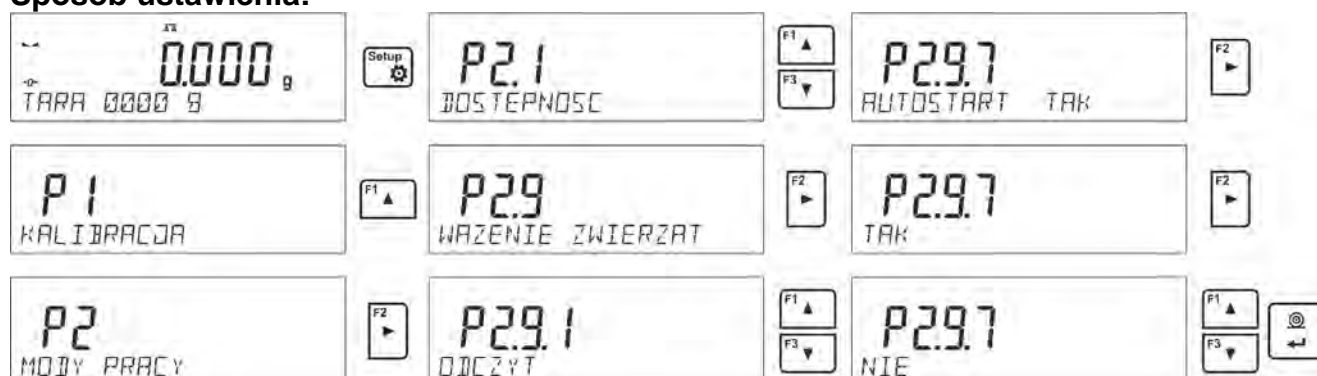 Sposób ustawienia:
0.000 g
TARA 0000 g
Setup
P1
KALIBRACJA
F1
P2
MODY PRACY
F2
P2.1
DOSTEPNOSC
F1
F3
P2.9
WAZENIE ZWIERZAT
F2
P2.9.1
ODCZYT
F1
F3
P2.9.7
AUTOSTART TAK
F2
P2.9.7
TAK
F2
P2.9.7
NIE
F1
F3